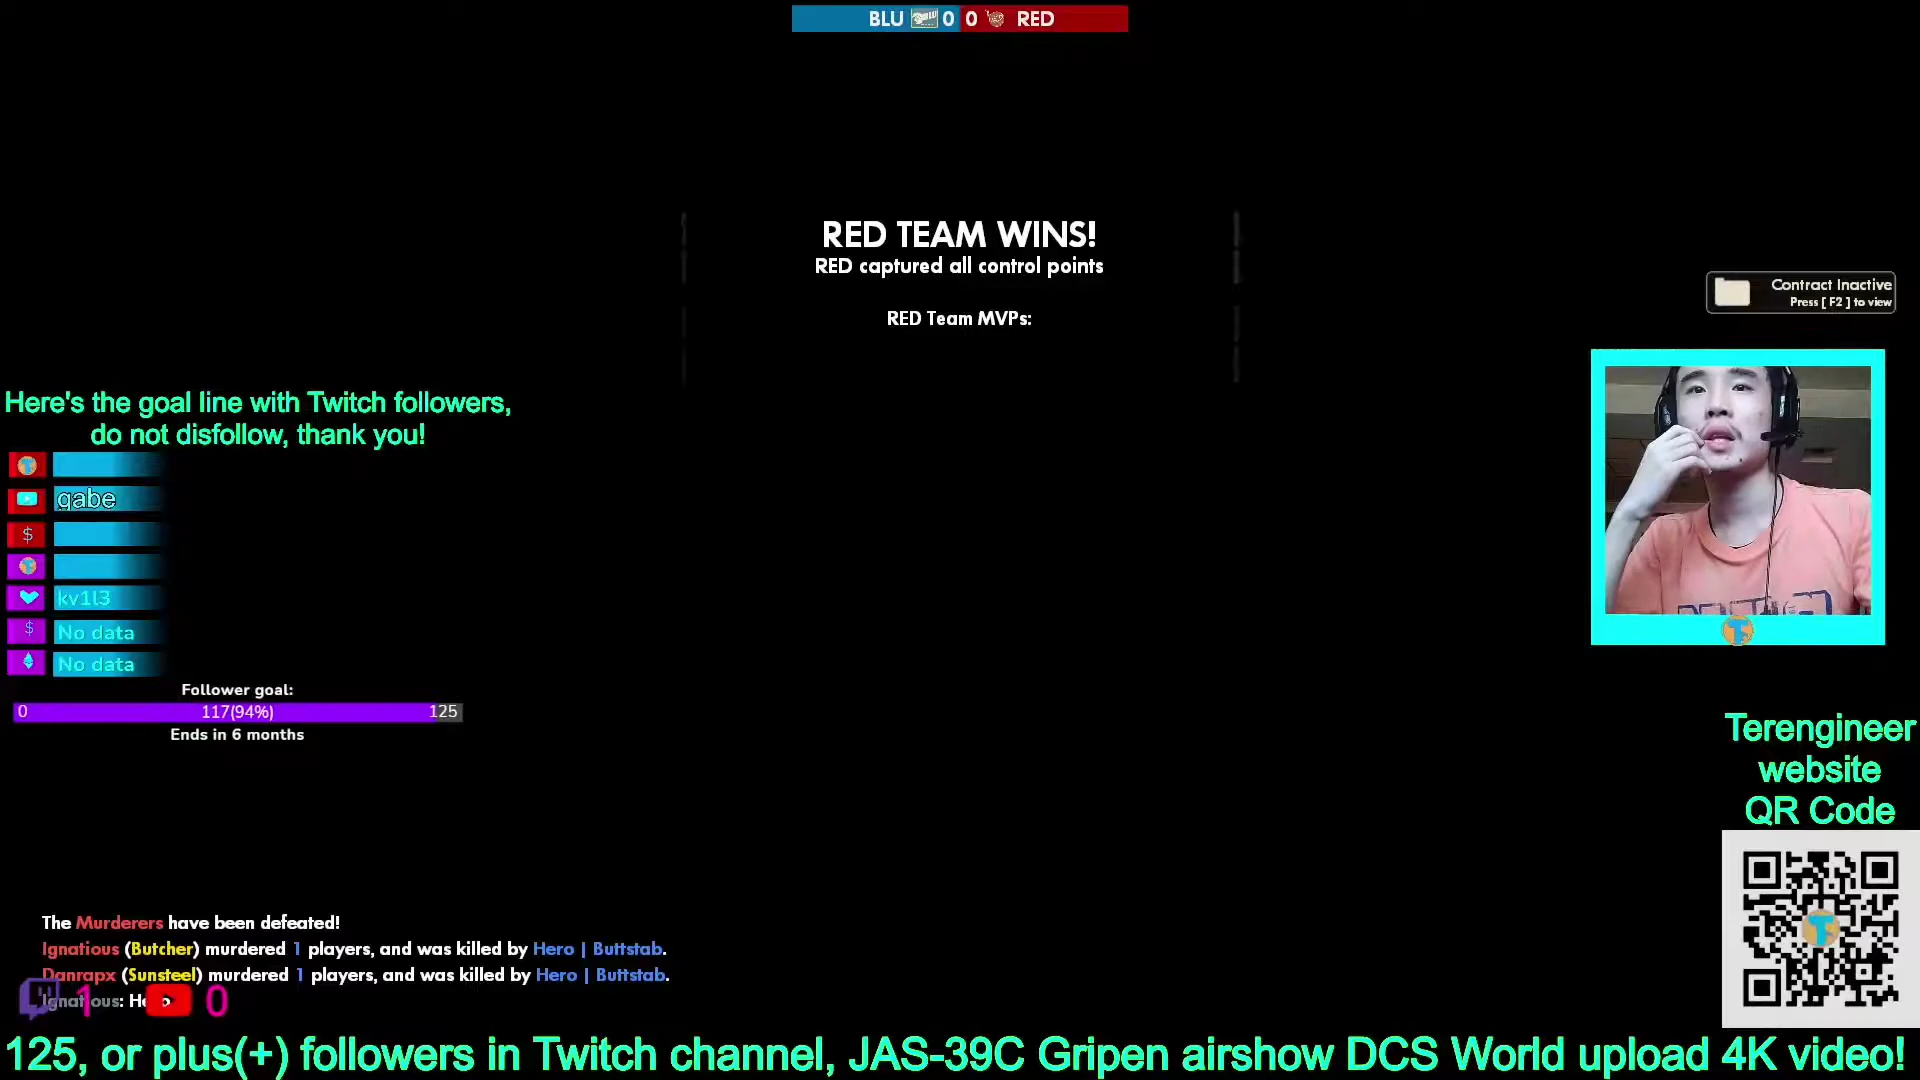 BLU 0 0 RED
RED TEAM WINS!
RED captured all control points
RED Team MVPs:
Contract Inactive
Press [ F2 ] to view
Here's the goal line with Twitch followers,
do not disfollow, thank you!
gabe
$
kv1l3
$ No data
No data
Follower goal:
0 117(94%) 125
Ends in 6 months
Terengineer
website
QR Code
The Murderers have been defeated!
Ignatious (Butcher) murdered 1 players, and was killed by Hero | Buttstab.
Danrapx (Sunsteel) murdered 1 players, and was killed by Hero | Buttstab.
Ignatious:
1 0
125, or plus(+) followers in Twitch channel, JAS-39C Gripen airshow DCS World upload 4K video!